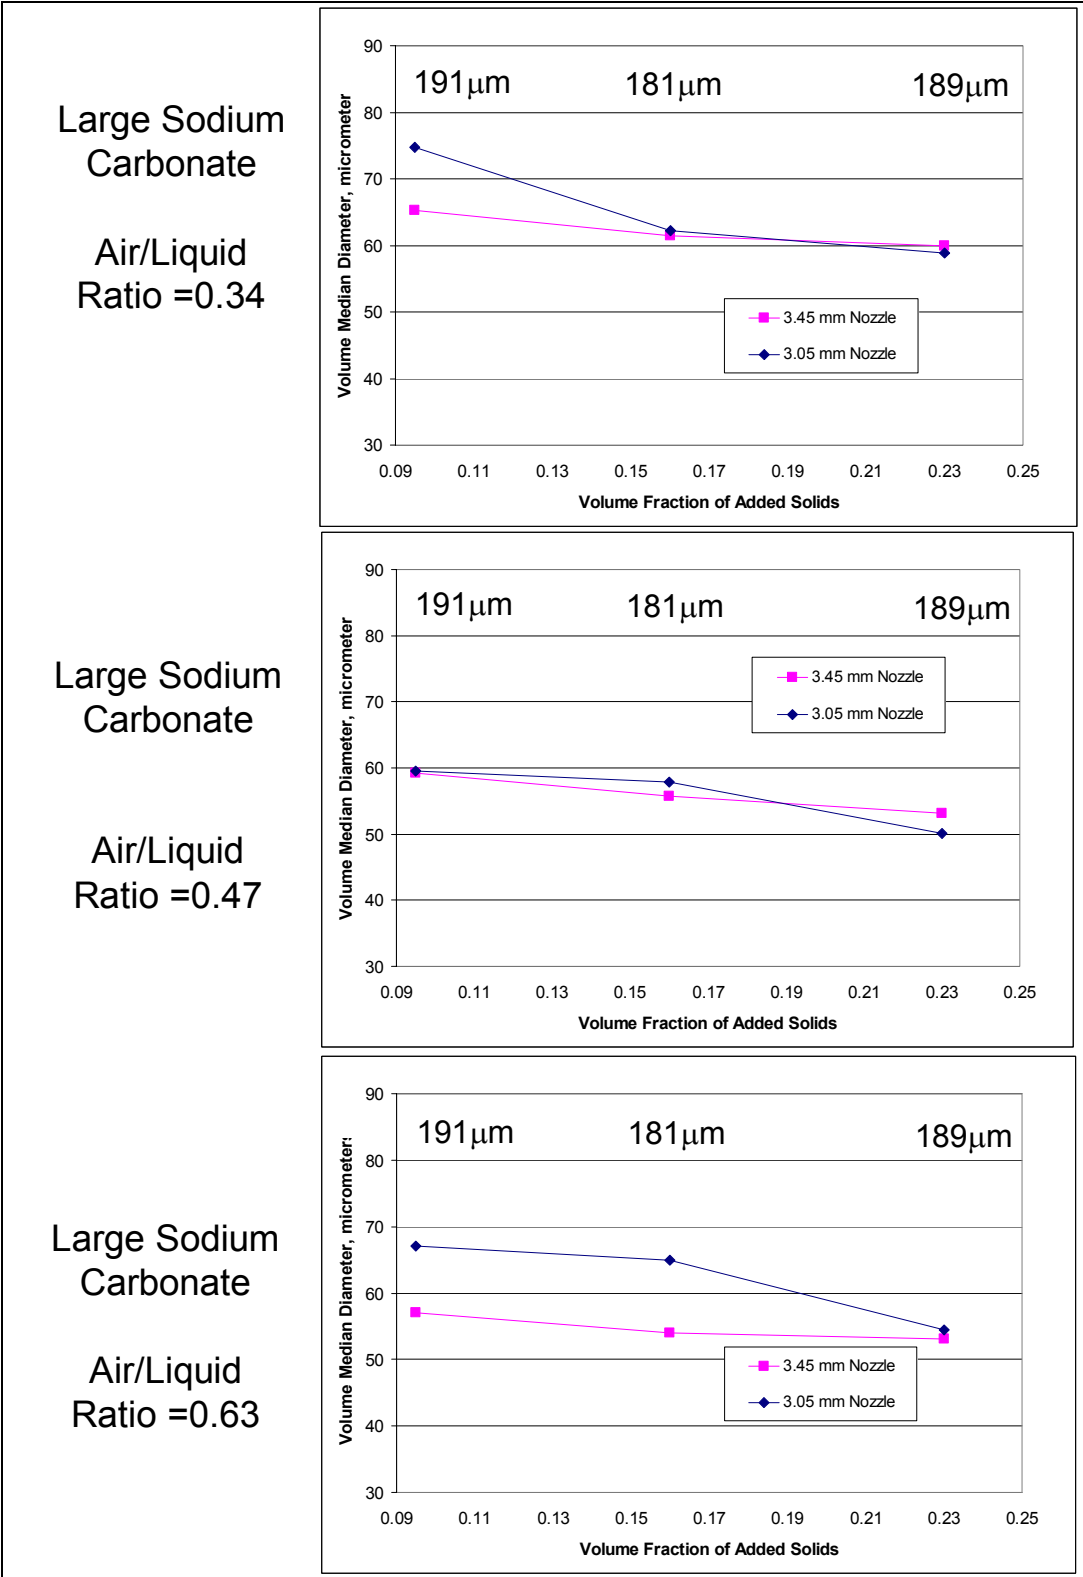 Large Sodium
Carbonate
Air/Liquid
Ratio =0.34
Volume Median Diameter, micrometer
90
80
70
60
50
40
30
191µm 181µm 189µm
3.45 mm Nozzle
3.05 mm Nozzle
0.09 0.11 0.13 0.15 0.17 0.19 0.21 0.23 0.25
Volume Fraction of Added Solids
Large Sodium
Carbonate
Air/Liquid
Ratio =0.47
Volume Median Diameter, micrometer
90
80
70
60
50
40
30
191µm 181µm 189µm
3.45 mm Nozzle
3.05 mm Nozzle
0.09 0.11 0.13 0.15 0.17 0.19 0.21 0.23 0.25
Volume Fraction of Added Solids
Large Sodium
Carbonate
Air/Liquid
Ratio =0.63
Volume Median Diameter, micrometers
90
80
70
60
50
40
30
191µm 181µm 189µm
3.45 mm Nozzle
3.05 mm Nozzle
0.09 0.11 0.13 0.15 0.17 0.19 0.21 0.23 0.25
Volume Fraction of Added Solids